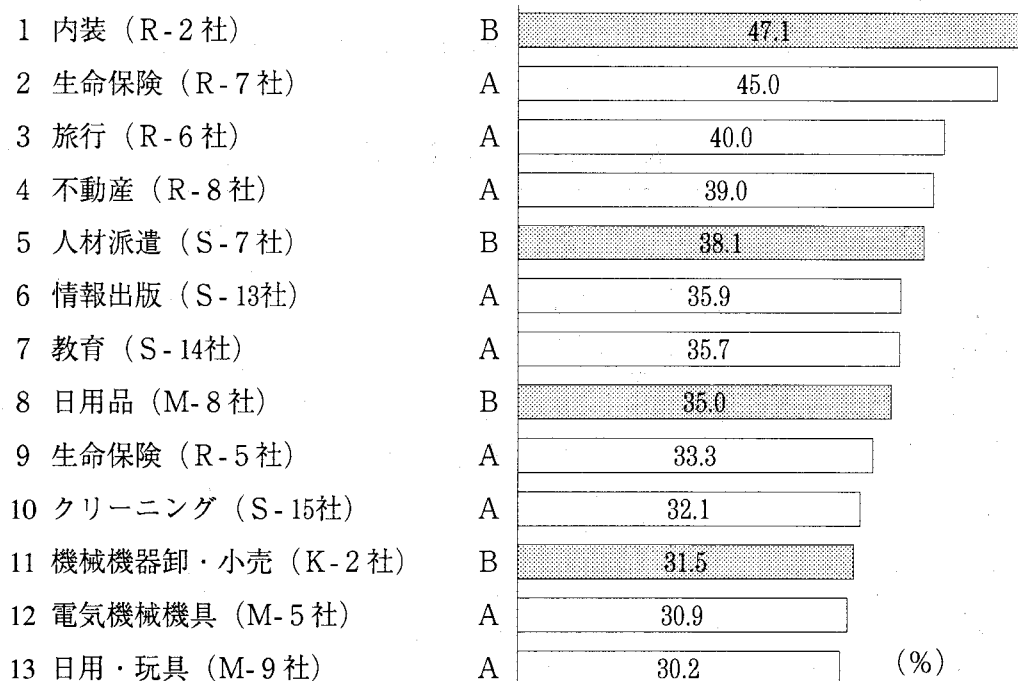 1 内装（R-2社） B 47.1
2 生命保険（R-7社） A 45.0
3 旅行（R-6社） A 40.0
4 不動産（R-8社） A 39.0
5 人材派遣（S-7社） B 38.1
6 情報出版（S-13社） A 35.9
7 教育（S-14社） A 35.7
8 日用品（M-8社） B 35.0
9 生命保険（R-5社） A 33.3
10 クリーニング（S-15社） A 32.1
11 機械機器卸・小売（K-2社） B 31.5
12 電気機械機具（M-5社） A 30.9
13 日用・玩具（M-9社） A 30.2 （%）